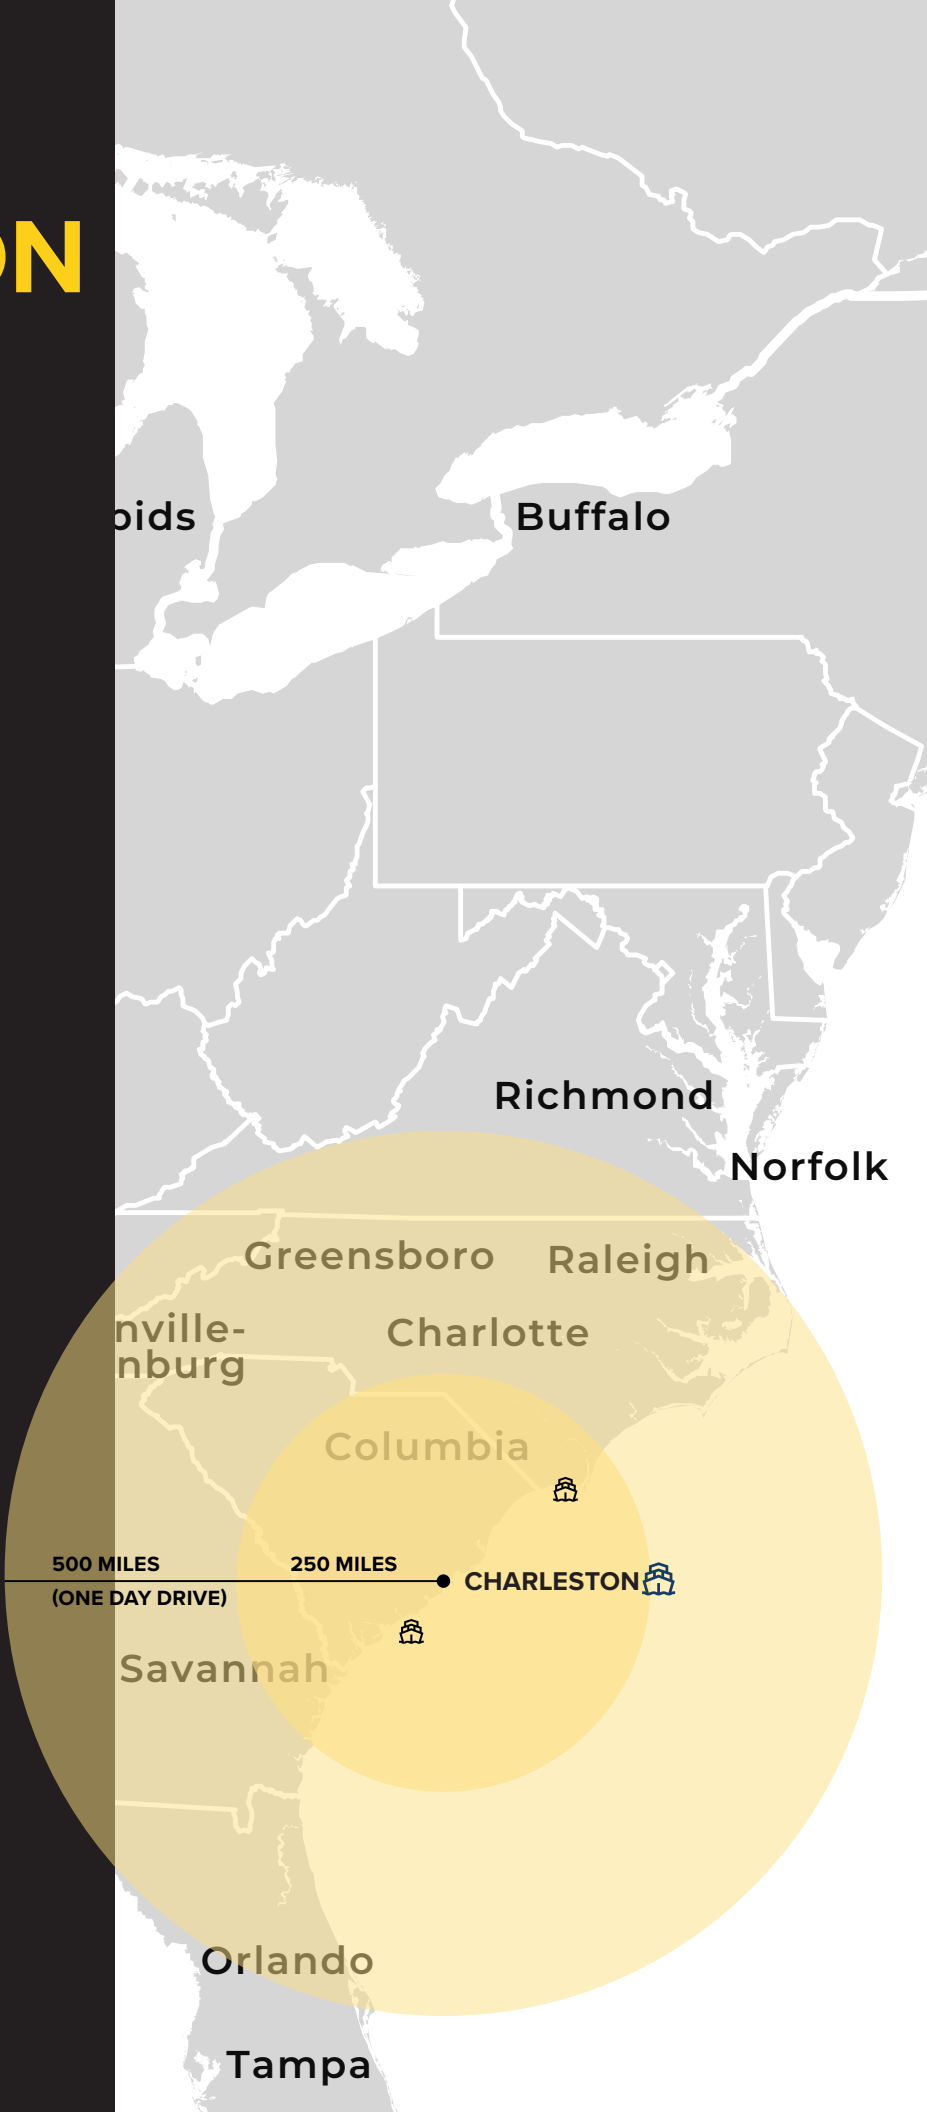 ON
pids
Buffalo
Richmond
Norfolk
Greensboro
Raleigh
nville-
nburg
Charlotte
Columbia
500 MILES
(ONE DAY DRIVE)
250 MILES
CHARLESTON
Savannah
Orlando
Tampa